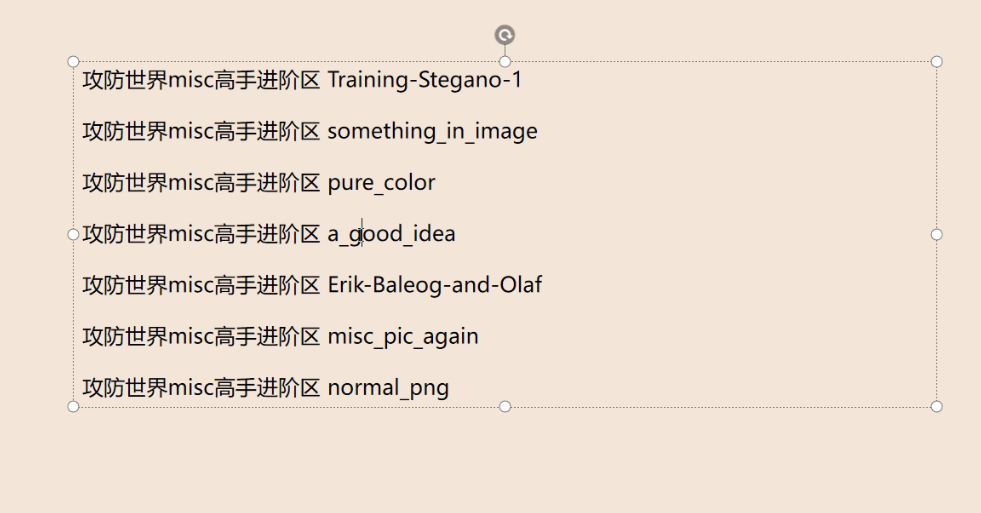 攻防世界misc高手进阶区 Training-Stegano-1
攻防世界misc高手进阶区 something_in_image
攻防世界misc高手进阶区 pure_color
攻防世界misc高手进阶区 a_good_idea
攻防世界misc高手进阶区 Erik-Baleog-and-Olaf
攻防世界misc高手进阶区 misc_pic_again
攻防世界misc高手进阶区 normal_png